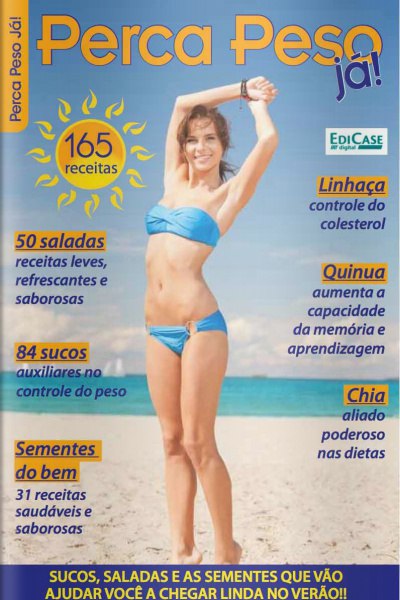 Perca Peso Já!
Perca Peso
já!
165
receitas
EDICASE
digital
Linhaça
controle do
colesterol
50 saladas
receitas leves,
refrescantes e
saborosas
Quinua
aumenta a
capacidade
da memória e
aprendizagem
84 sucos
auxiliares no
controle do peso
Chia
aliado
poderoso
nas dietas
Sementes
do bem
31 receitas
saudáveis e
saborosas
SUCOS, SALADAS E AS SEMENTES QUE VÃO
AJUDAR VOCÊ A CHEGAR LINDA NO VERÃO!!